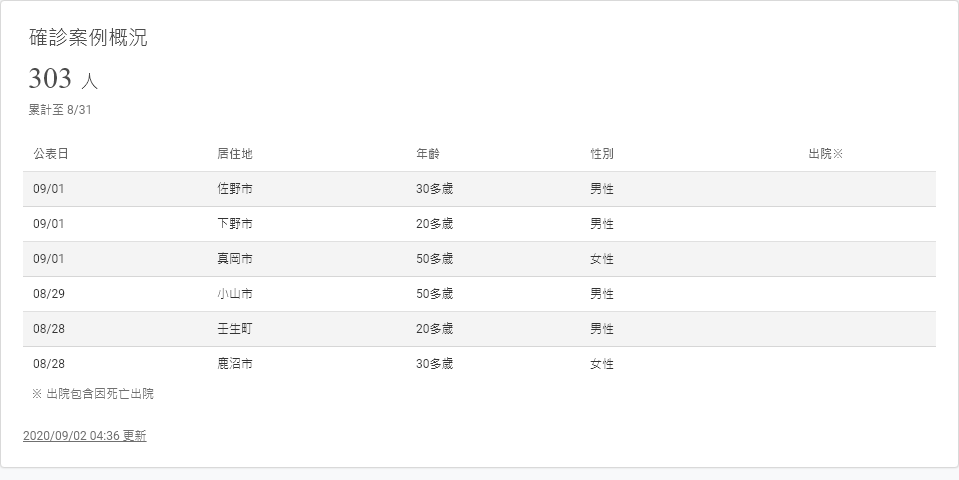 確診案例概況
303 人
累計至 8/31
公表日 居住地 年齡 性別 出院※
09/01 佐野市 30多歲 男性
09/01 下野市 20多歲 男性
09/01 真岡市 50多歲 女性
08/29 小山市 50多歲 男性
08/28 壬生町 20多歲 男性
08/28 鹿沼市 30多歲 女性
※ 出院包含因死亡出院
2020/09/02 04:36 更新